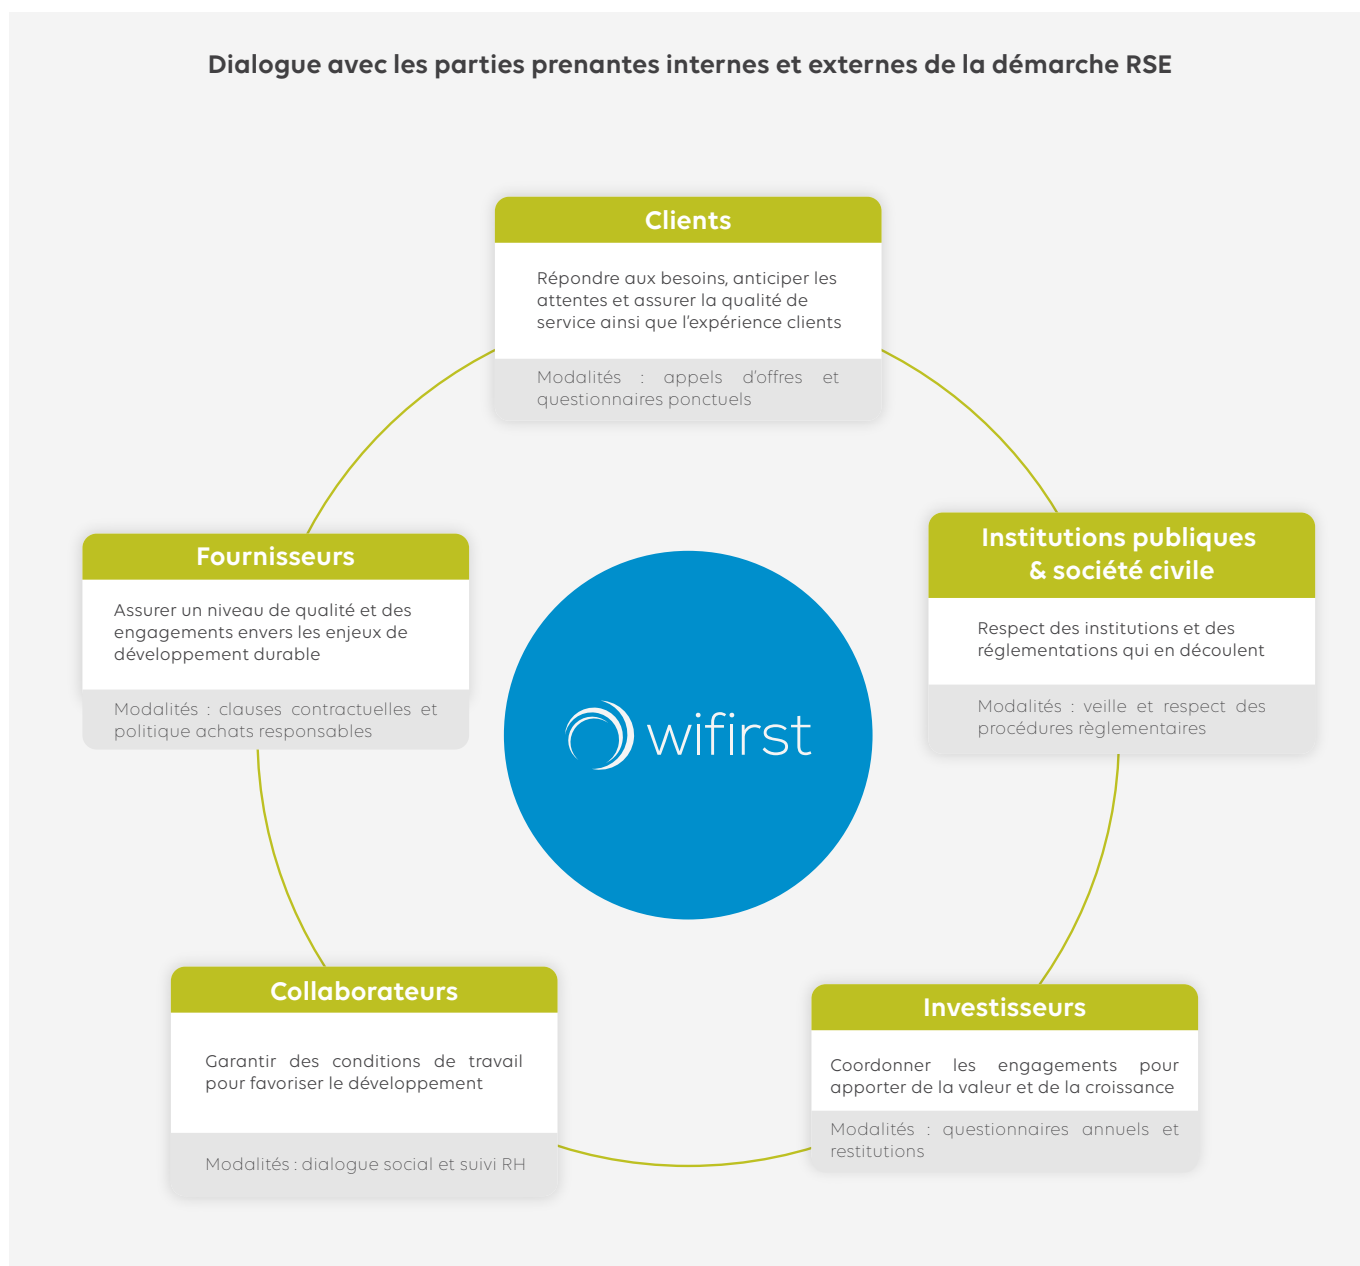 Dialogue avec les parties prenantes internes et externes de la démarche RSE
Clients
Répondre aux besoins, anticiper les
attentes et assurer la qualité de
service ainsi que l'expérience clients
Modalités : appels d'offres et
questionnaires ponctuels
Institutions publiques
& société civile
Respect des institutions et des
réglementations qui en découlent
Modalités : veille et respect des
procédures règlementaires
Fournisseurs
Assurer un niveau de qualité et des
engagements envers les enjeux de
développement durable
Modalités : clauses contractuelles et
politique achats responsables
wifirst
Collaborateurs
Garantir des conditions de travail
pour favoriser le développement
Modalités : dialogue social et suivi RH
Investisseurs
Coordonner les engagements pour
apporter de la valeur et de la croissance
Modalités : questionnaires annuels et
restitutions